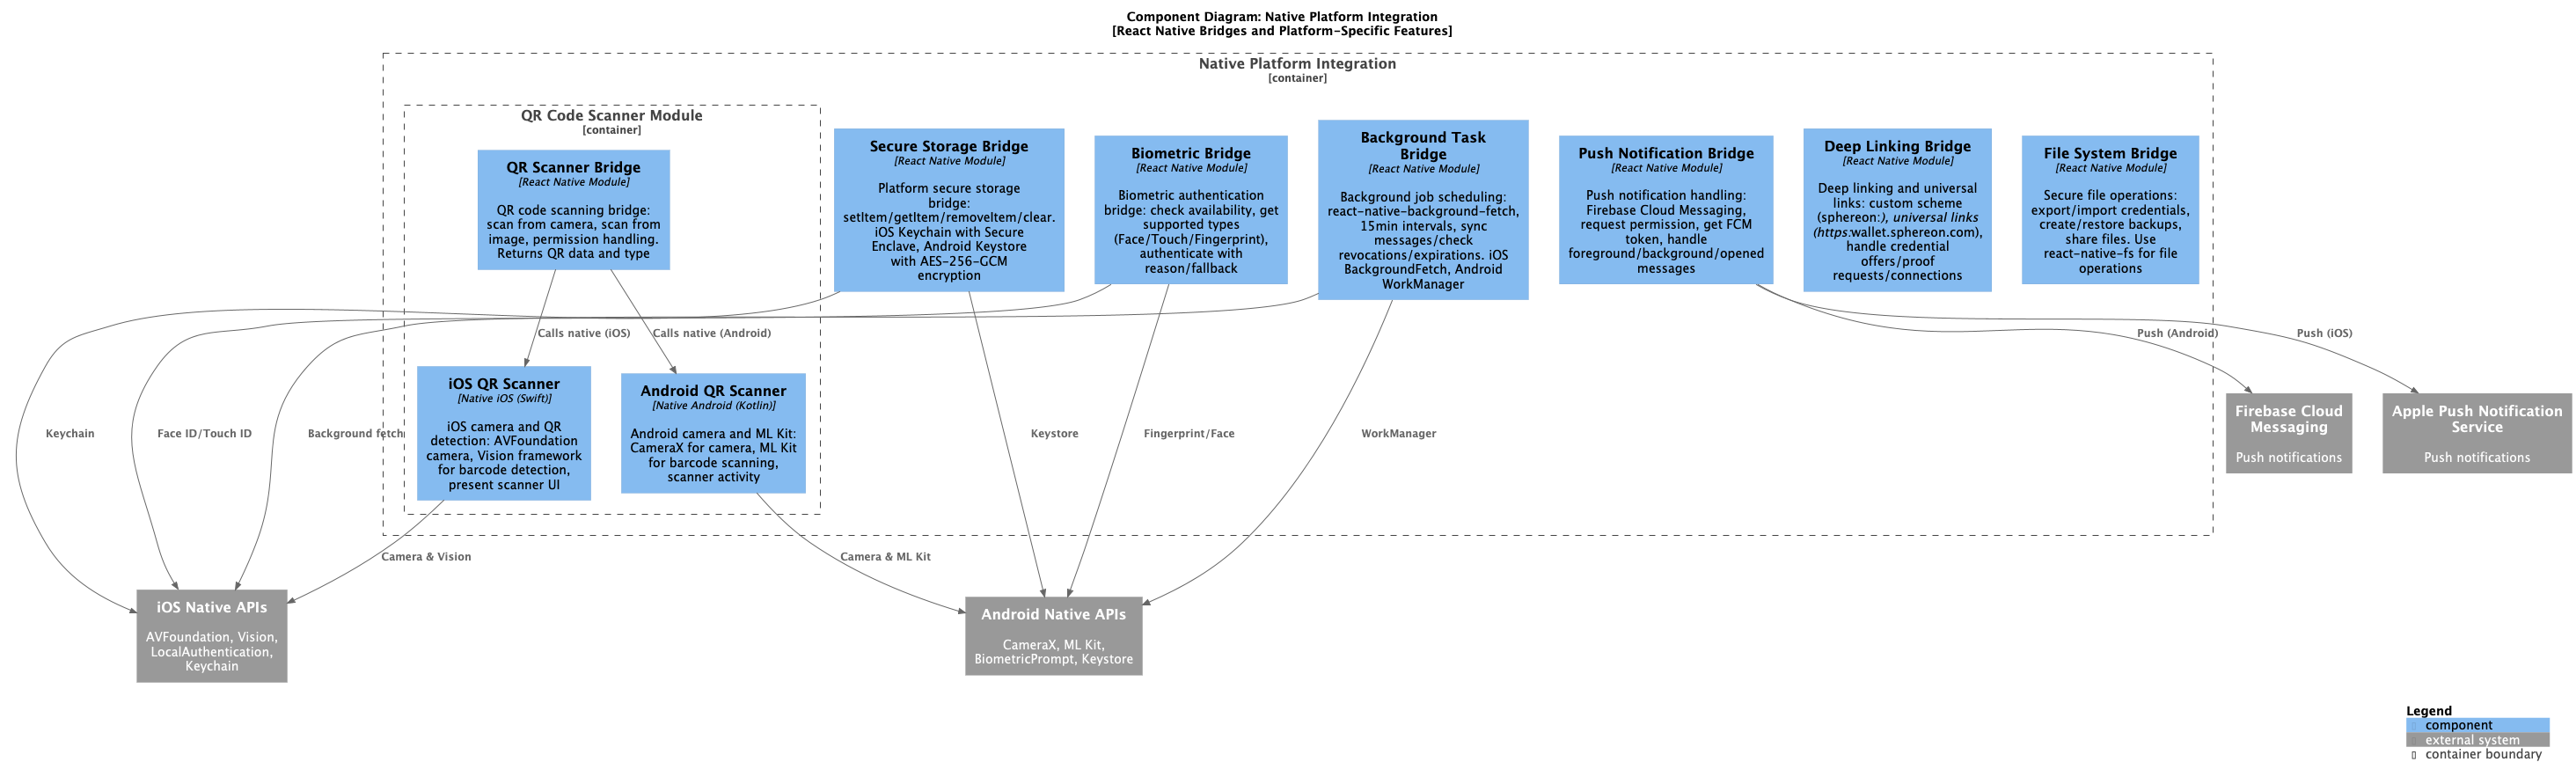 Component Diagram: Native Platform Integration
[React Native Bridges and Platform-Specific Features]
Native Platform Integration
[container]
QR Code Scanner Module
[container]
QR Scanner Bridge
[React Native Module]
QR code scanning bridge:
scan from camera, scan from
image, permission handling.
Returns QR data and type
Secure Storage Bridge
[React Native Module]
Platform secure storage
bridge:
setItem/getItem/removeItem/clear.
iOS Keychain with Secure
Enclave, Android Keystore
with AES-256-GCM
encryption
Biometric Bridge
[React Native Module]
Biometric authentication
bridge: check availability, get
supported types
(Face/Touch/Fingerprint),
authenticate with
reason/fallback
Background Task
Bridge
[React Native Module]
Background job scheduling:
react-native-background-fetch,
15min intervals, sync
messages/check
revocations/expirations. iOS
BackgroundFetch, Android
WorkManager
Push Notification Bridge
[React Native Module]
Push notification handling:
Firebase Cloud Messaging,
request permission, get FCM
token, handle
foreground/background/opened
messages
Deep Linking Bridge
[React Native Module]
Deep linking and universal
links: custom scheme
(sphereon:), universal links
(https:wallet.sphereon.com),
handle credential
offers/proof
requests/connections
File System Bridge
[React Native Module]
Secure file operations:
export/import credentials,
create/restore backups,
share files. Use
react-native-fs for file
operations
Calls native (iOS)
Calls native (Android)
Push (Android)
Push (iOS)
iOS QR Scanner
[Native iOS (Swift)]
iOS camera and QR
detection: AVFoundation
camera, Vision framework
for barcode detection,
present scanner UI
Android QR Scanner
[Native Android (Kotlin)]
Android camera and ML Kit:
CameraX for camera, ML Kit
for barcode scanning,
scanner activity
Firebase Cloud
Messaging
Push notifications
Apple Push Notification
Service
Push notifications
Keychain
Face ID/Touch ID
Background fetch
Keystore
Fingerprint/Face
WorkManager
Camera & Vision
Camera & ML Kit
iOS Native APIs
AVFoundation, Vision,
LocalAuthentication,
Keychain
Android Native APIs
CameraX, ML Kit,
BiometricPrompt, Keystore
Legend
component
external system
container boundary